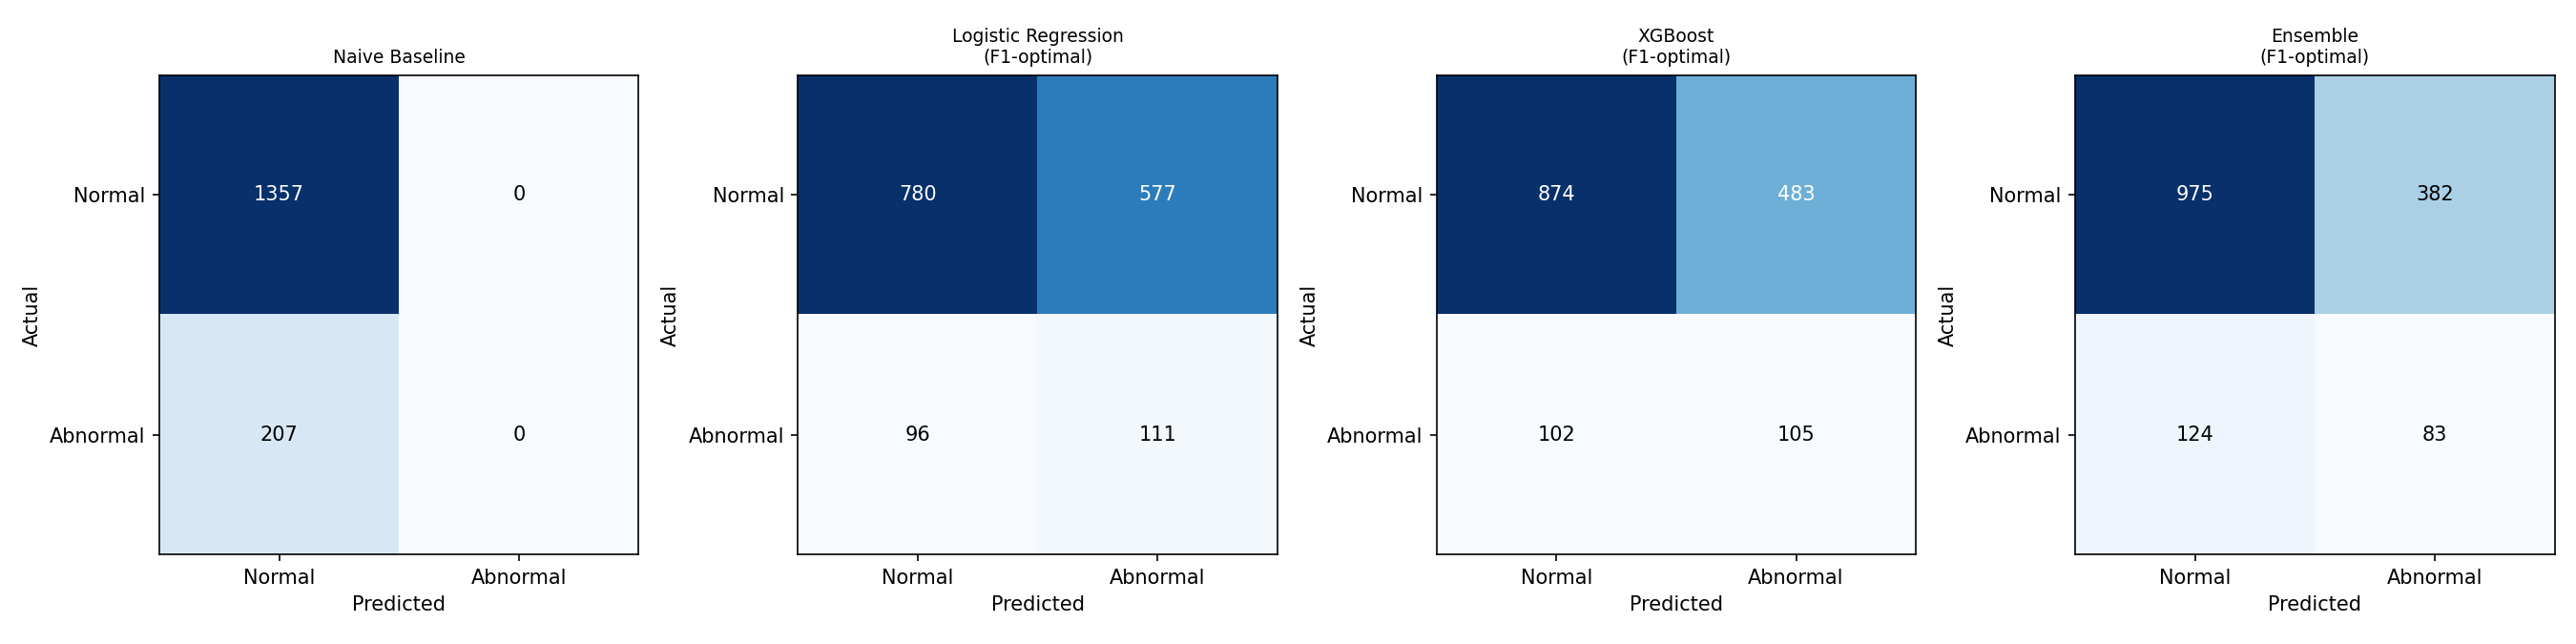 Naive Baseline
Actual
Normal
1357
0
Abnormal
207
0
Normal
Abnormal
Predicted
Logistic Regression
(F1-optimal)
Actual
Normal
780
577
Abnormal
96
111
Normal
Abnormal
Predicted
XGBoost
(F1-optimal)
Actual
Normal
874
483
Abnormal
102
105
Normal
Abnormal
Predicted
Ensemble
(F1-optimal)
Actual
Normal
975
382
Abnormal
124
83
Normal
Abnormal
Predicted